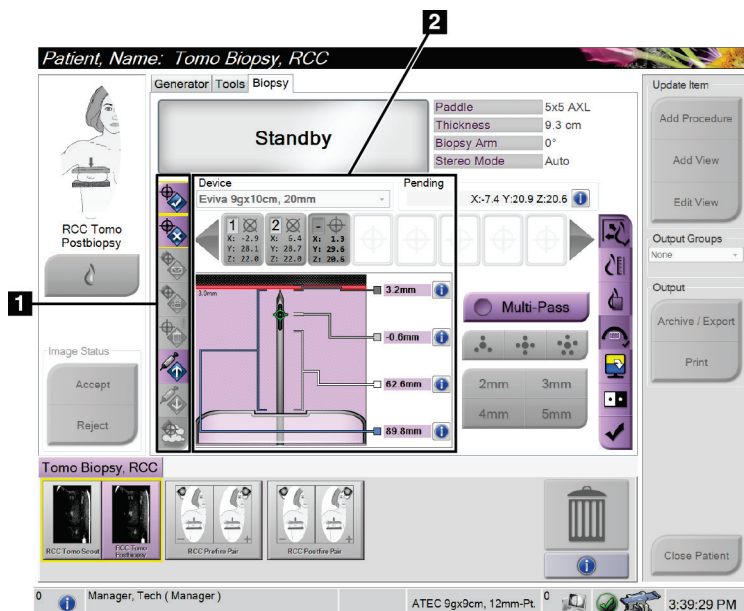 2
Patient, Name: Tomo Biopsy, RCC
Generator Tools Biopsy
Update Item
Standby
Paddle 5x5 AXL
Thickness 9.3 cm
Biopsy Arm 0°
Stereo Mode Auto
Add Procedure
Add View
Edit View
Device
Eviva 9gx10cm, 20mm
Pending
X:-7.4 Y:20.9 Z:20.6
RCC Tomo
Postbiopsy
1
X: -2.9
Y: 28.1
Z: 22.0
2
X: 6.4
Y: 28.7
Z: 22.0
-
X: 1.3
Y: 29.6
Z: 20.6
Output Groups
None
3.0mm
3.2mm
-0.6mm
62.6mm
89.8mm
1
Multi-Pass
2mm 3mm
4mm 5mm
Output
Archive / Export
Print
Image Status
Accept
Reject
Tomo Biopsy, RCC
RCC Tomo Scout
RCC Tomo
Postbiopsy
RCC Prefire Pair
RCC Postfire Pair
Close Patient
0
Manager, Tech ( Manager )
ATEC 9gx9cm, 12mm-Pt.
0
3:39:29 PM